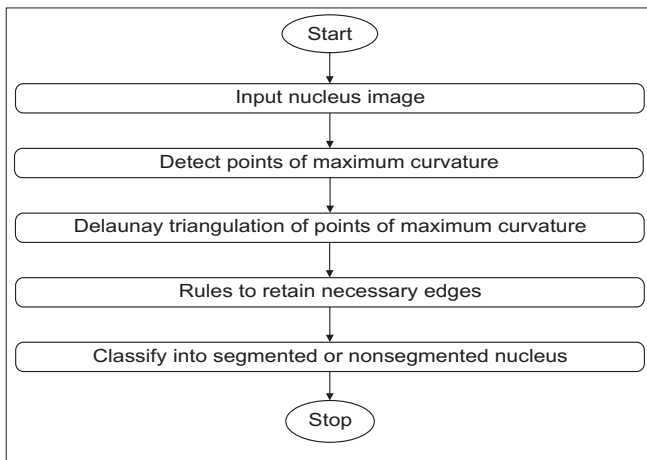 Start
Input nucleus image
Detect points of maximum curvature
Delaunay triangulation of points of maximum curvature
Rules to retain necessary edges
Classify into segmented or nonsegmented nucleus
Stop